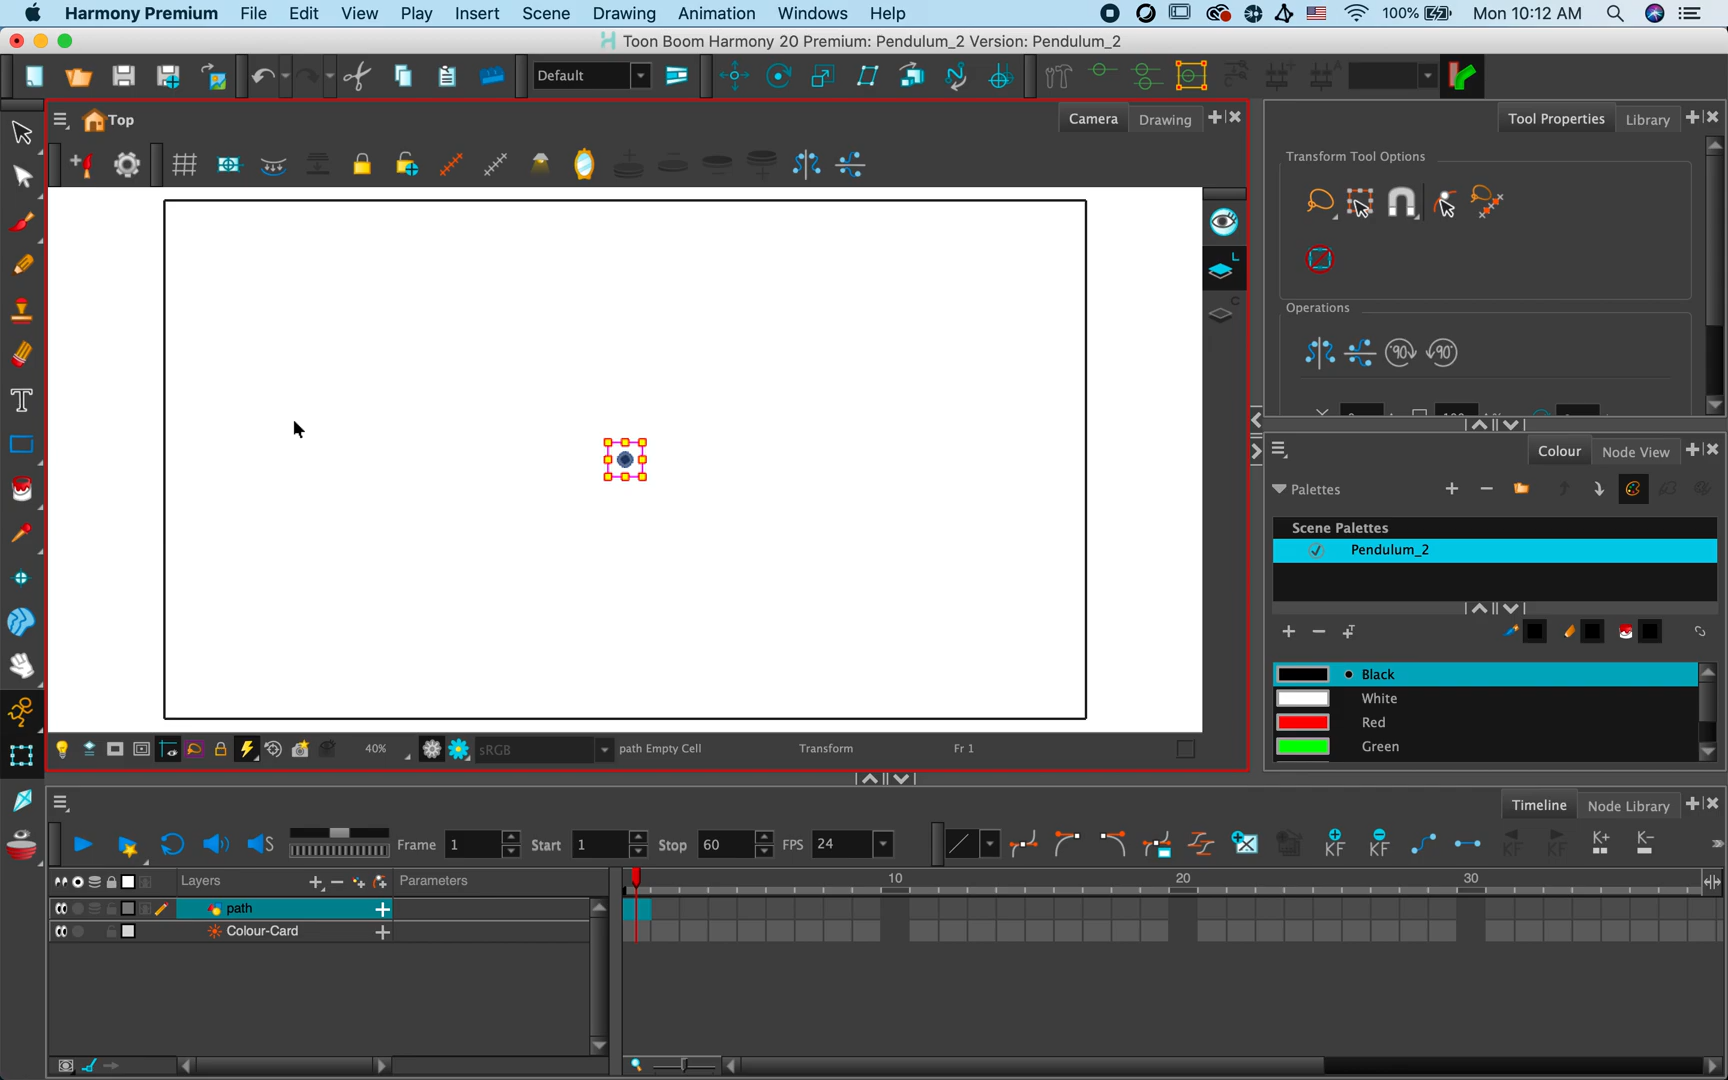 Harmony Premium File Edit View Play Insert Scene Drawing Animation Windows Help 100% Mon 10:12 AM
Toon Boom Harmony 20 Premium: Pendulum_2 Version: Pendulum_2
Default
Top Camera Drawing
Tool Properties Library
Transform Tool Options
Operations
90 90
L
C
Colour Node View
Palettes
Scene Palettes
Pendulum_2
Black
White
Red
Green
40% sRGB path Empty Cell Transform Fr 1
Timeline Node Library
S Frame 1 Start 1 Stop 60 FPS 24 KF KF K+ K-
Layers Parameters 10 20 30
path
Colour-Card